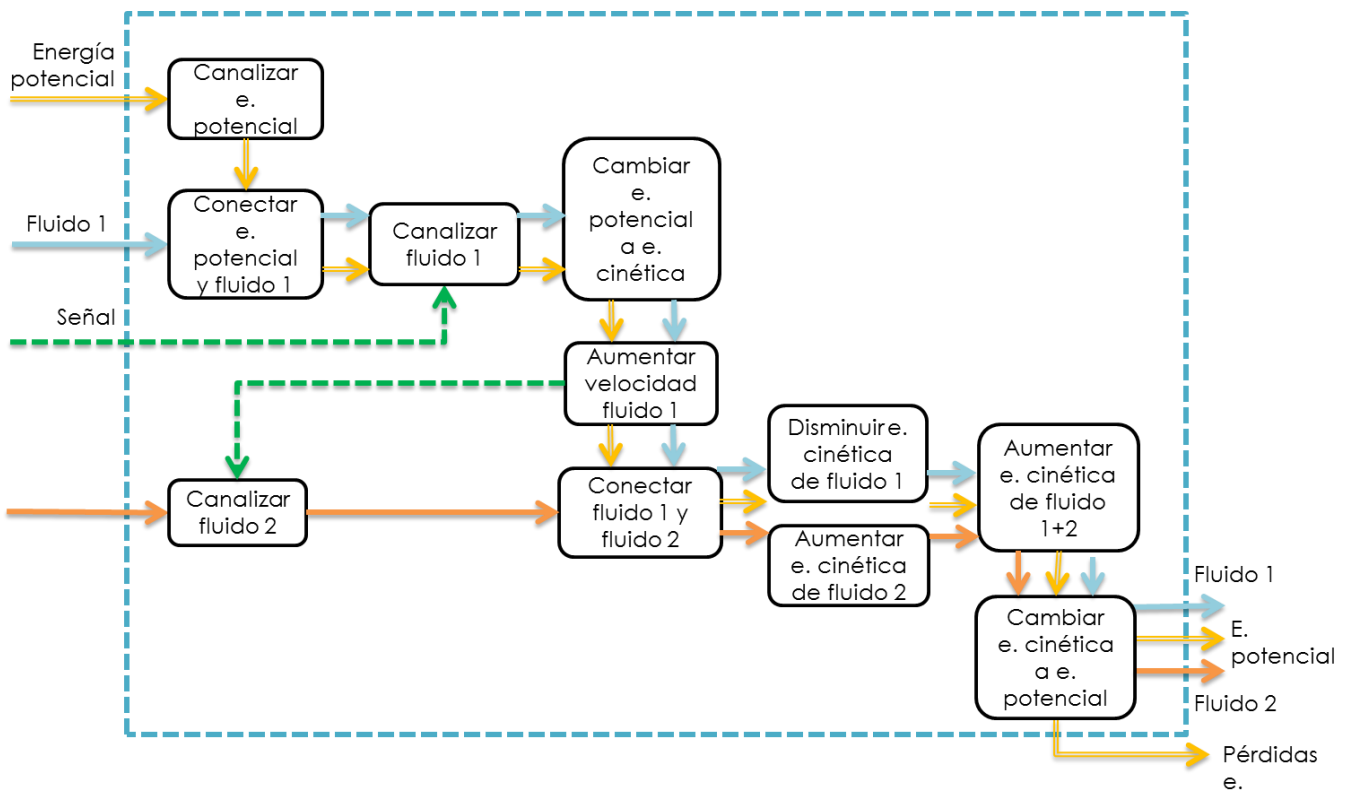 Energía
potencial
Canalizar
e.
potencial
Fluido 1
Conectar
e.
potencial
y fluido 1
Canalizar
fluido 1
Cambiar
e.
potencial
a e.
cinética
Señal
Aumentar
velocidad
fluido 1
Canalizar
fluido 2
Conectar
fluido 1 y
fluido 2
Disminuir e.
cinética
de fluido 1
Aumentar
e. cinética
de fluido 2
Aumentar
e. cinética
de fluido
1+2
Cambiar
e. cinética
a e.
potencial
Fluido 1
E.
potencial
Fluido 2
Pérdidas
e.